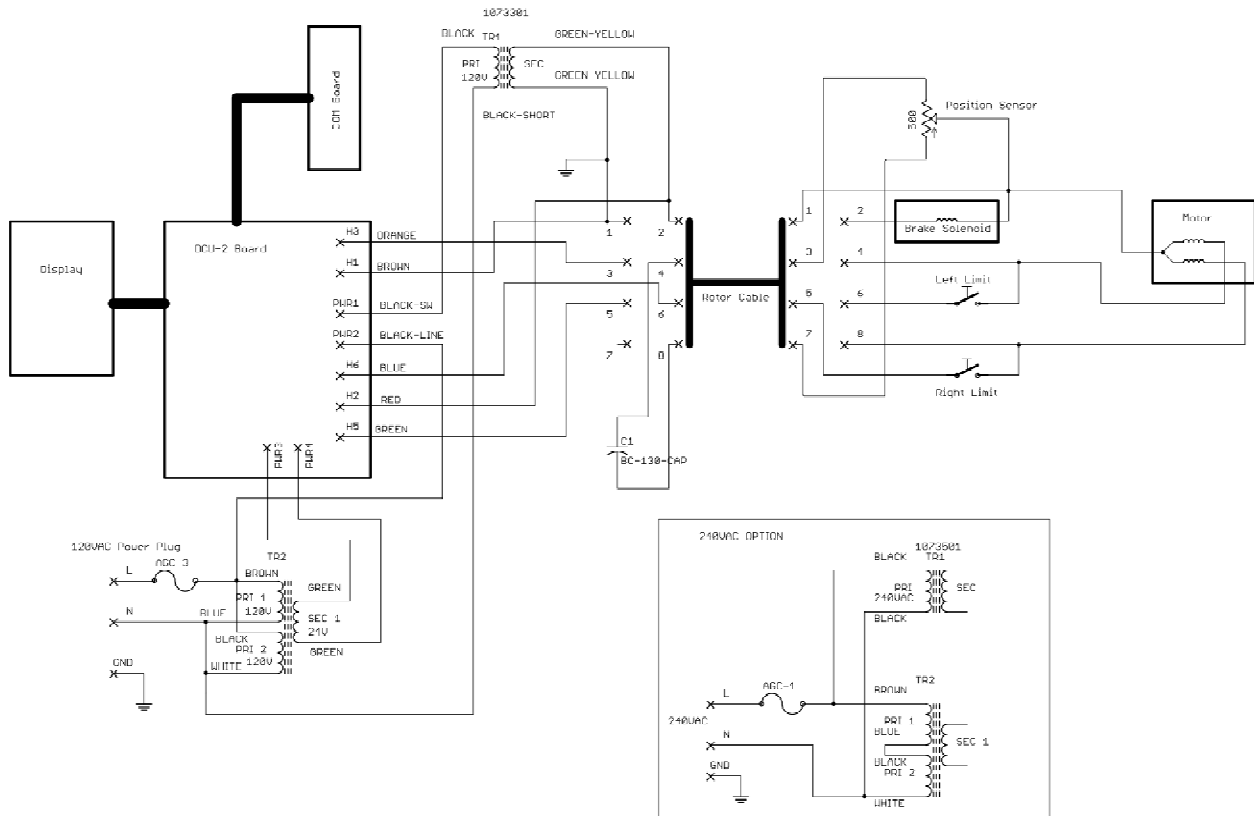 1073301
BLACK
TR1
GREEN-YELLOW
PRI
120V
SEC
GREEN YELLOW
BLACK-SHORT
Board
Display
DCU-2 Board
H3
ORANGE
H1
BROWN
PWR1
BLACK-SW
PWR2
BLACK-LINE
H6
BLUE
H2
RED
H5
GREEN
PWR3
PWR4
1
2
3
4
5
6
7
8
Rotor Cable
C1
8C-130-CAP
500
Position Sensor
1
2
3
4
5
6
7
8
Brake Solenoid
Left Limit
Right Limit
Motor
120VAC Power Plug
L
AGC 3
N
GND
TR2
BROWN
PRI 1
120V
BLUE
BLACK
PRI 2
120V
WHITE
GREEN
SEC 1
24V
GREEN
240VAC OPTION
1073501
BLACK
TR1
PRI
240VAC
SEC
BLACK
TR2
L
AGC-1
BROWN
240VAC
PRI 1
N
BLUE
SEC 1
BLACK
GND
PRI 2
WHITE